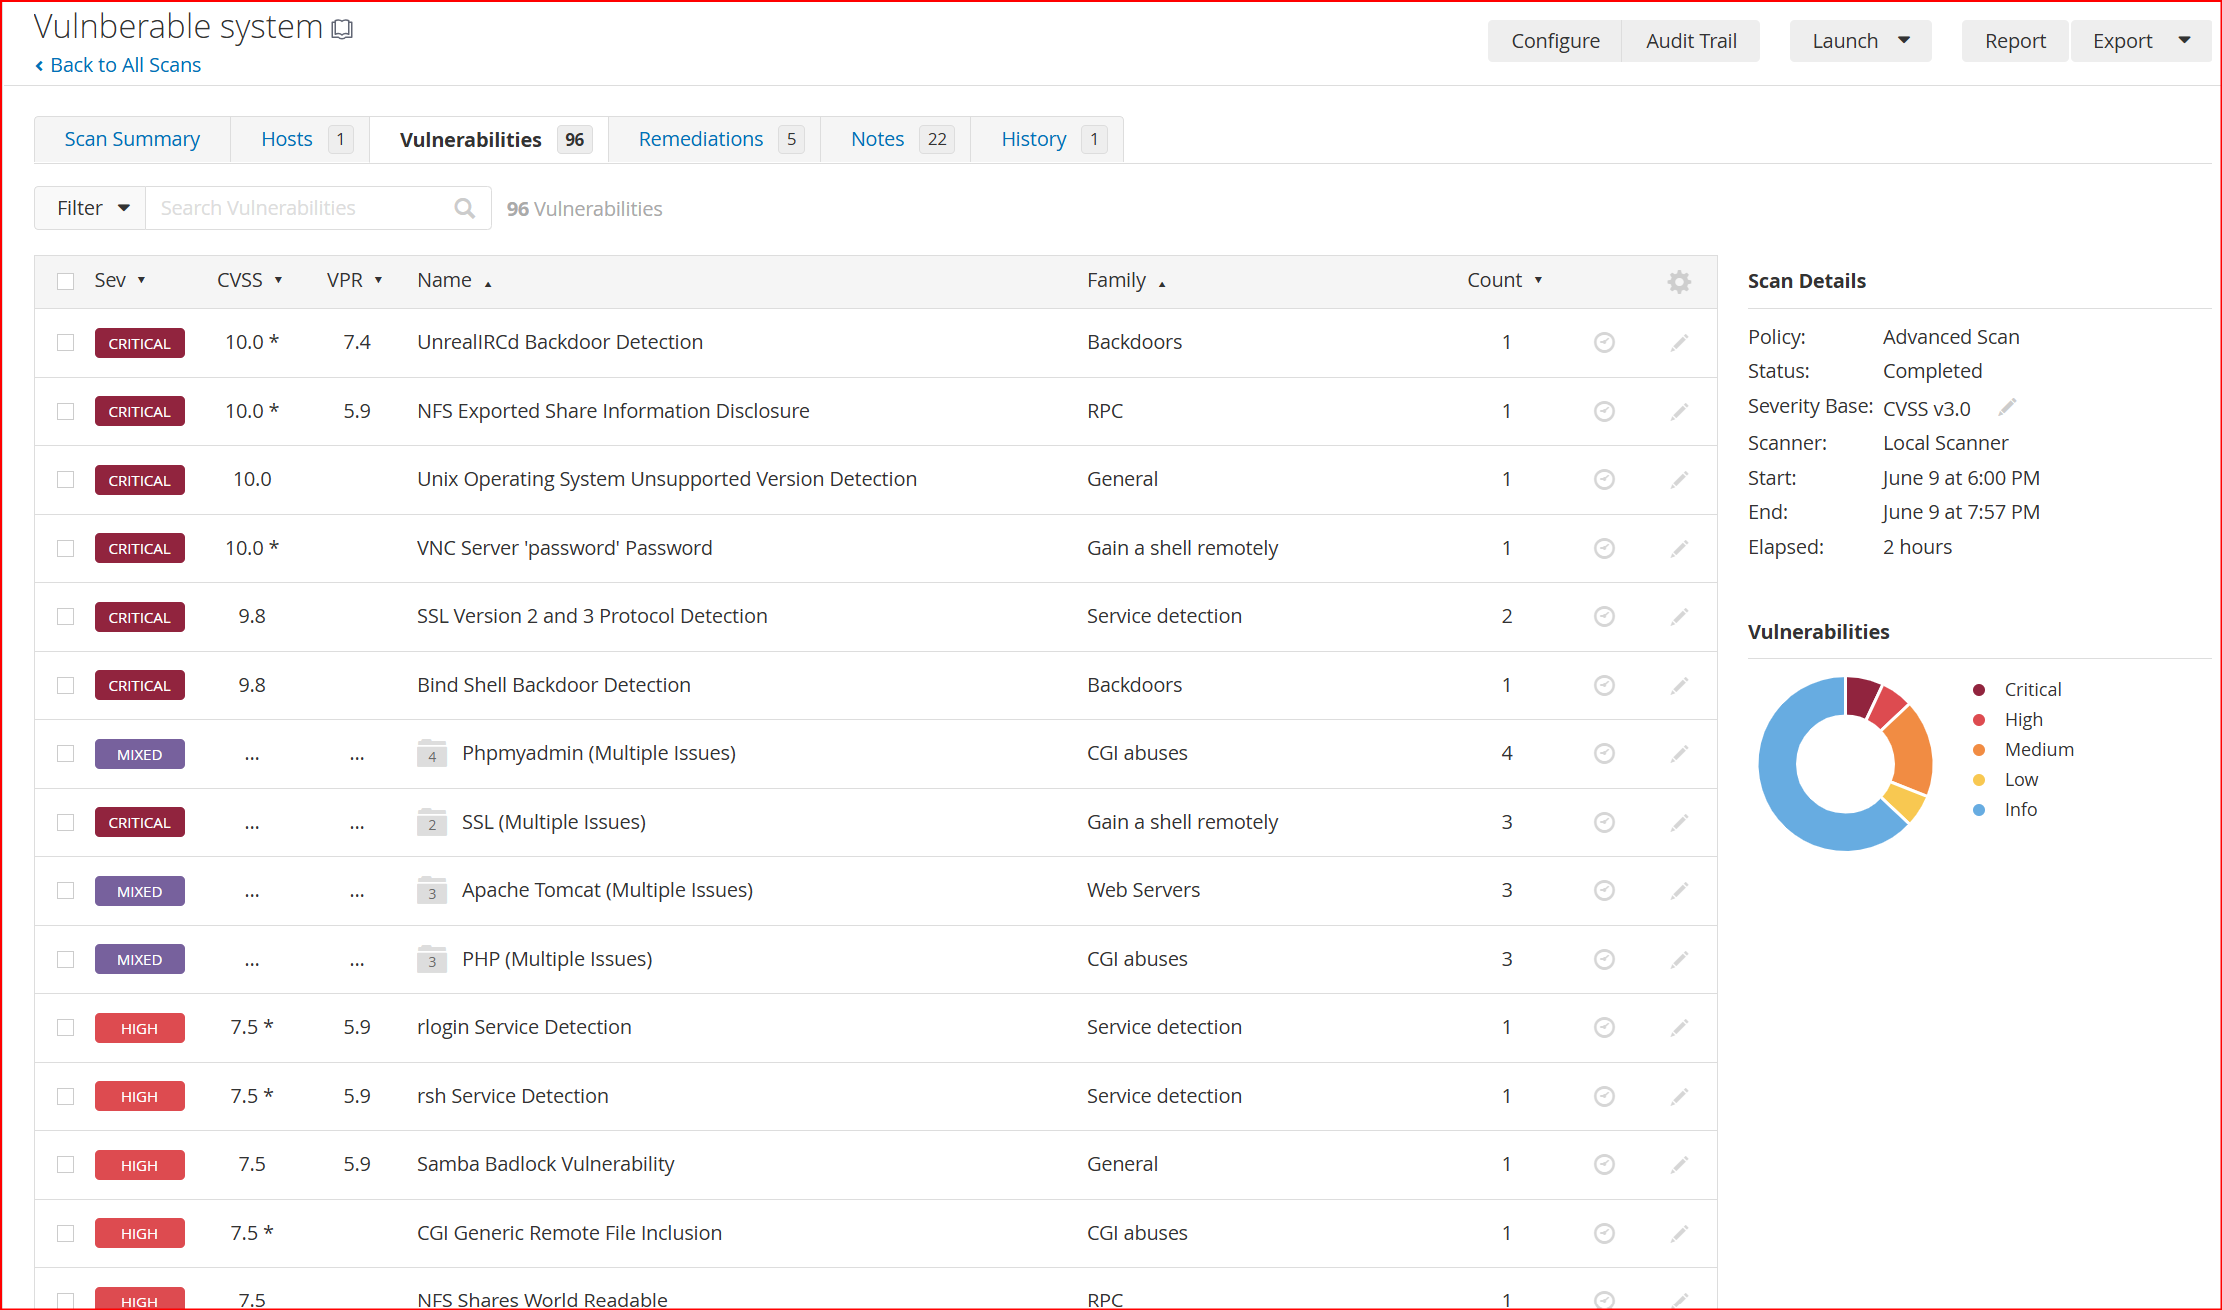 Vulnberable system
Back to All Scans
Configure Audit Trail Launch Report Export
Scan Summary Hosts 1 Vulnerabilities 96 Remediations 5 Notes 22 History 1
Filter Search Vulnerabilities 96 Vulnerabilities
Sev CVSS VPR Name Family Count
CRITICAL 10.0 * 7.4 UnrealIRCd Backdoor Detection Backdoors 1
CRITICAL 10.0 * 5.9 NFS Exported Share Information Disclosure RPC 1
CRITICAL 10.0 Unix Operating System Unsupported Version Detection General 1
CRITICAL 10.0 * VNC Server 'password' Password Gain a shell remotely 1
CRITICAL 9.8 SSL Version 2 and 3 Protocol Detection Service detection 2
CRITICAL 9.8 Bind Shell Backdoor Detection Backdoors 1
MIXED ... ... 4 Phpmyadmin (Multiple Issues) CGI abuses 4
CRITICAL ... ... 2 SSL (Multiple Issues) Gain a shell remotely 3
MIXED ... ... 3 Apache Tomcat (Multiple Issues) Web Servers 3
MIXED ... ... 3 PHP (Multiple Issues) CGI abuses 3
HIGH 7.5 * 5.9 rlogin Service Detection Service detection 1
HIGH 7.5 * 5.9 rsh Service Detection Service detection 1
HIGH 7.5 5.9 Samba Badlock Vulnerability General 1
HIGH 7.5 * CGI Generic Remote File Inclusion CGI abuses 1
HIGH 7.5 NFS Shares World Readable RPC 1
Scan Details
Policy: Advanced Scan
Status: Completed
Severity Base: CVSS v3.0
Scanner: Local Scanner
Start: June 9 at 6:00 PM
End: June 9 at 7:57 PM
Elapsed: 2 hours
Vulnerabilities
Critical
High
Medium
Low
Info